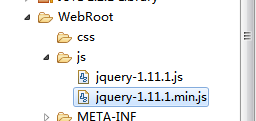 WebRoot
css
js
jquery-1.11.1.js
jquery-1.11.1.min.js
META-INF